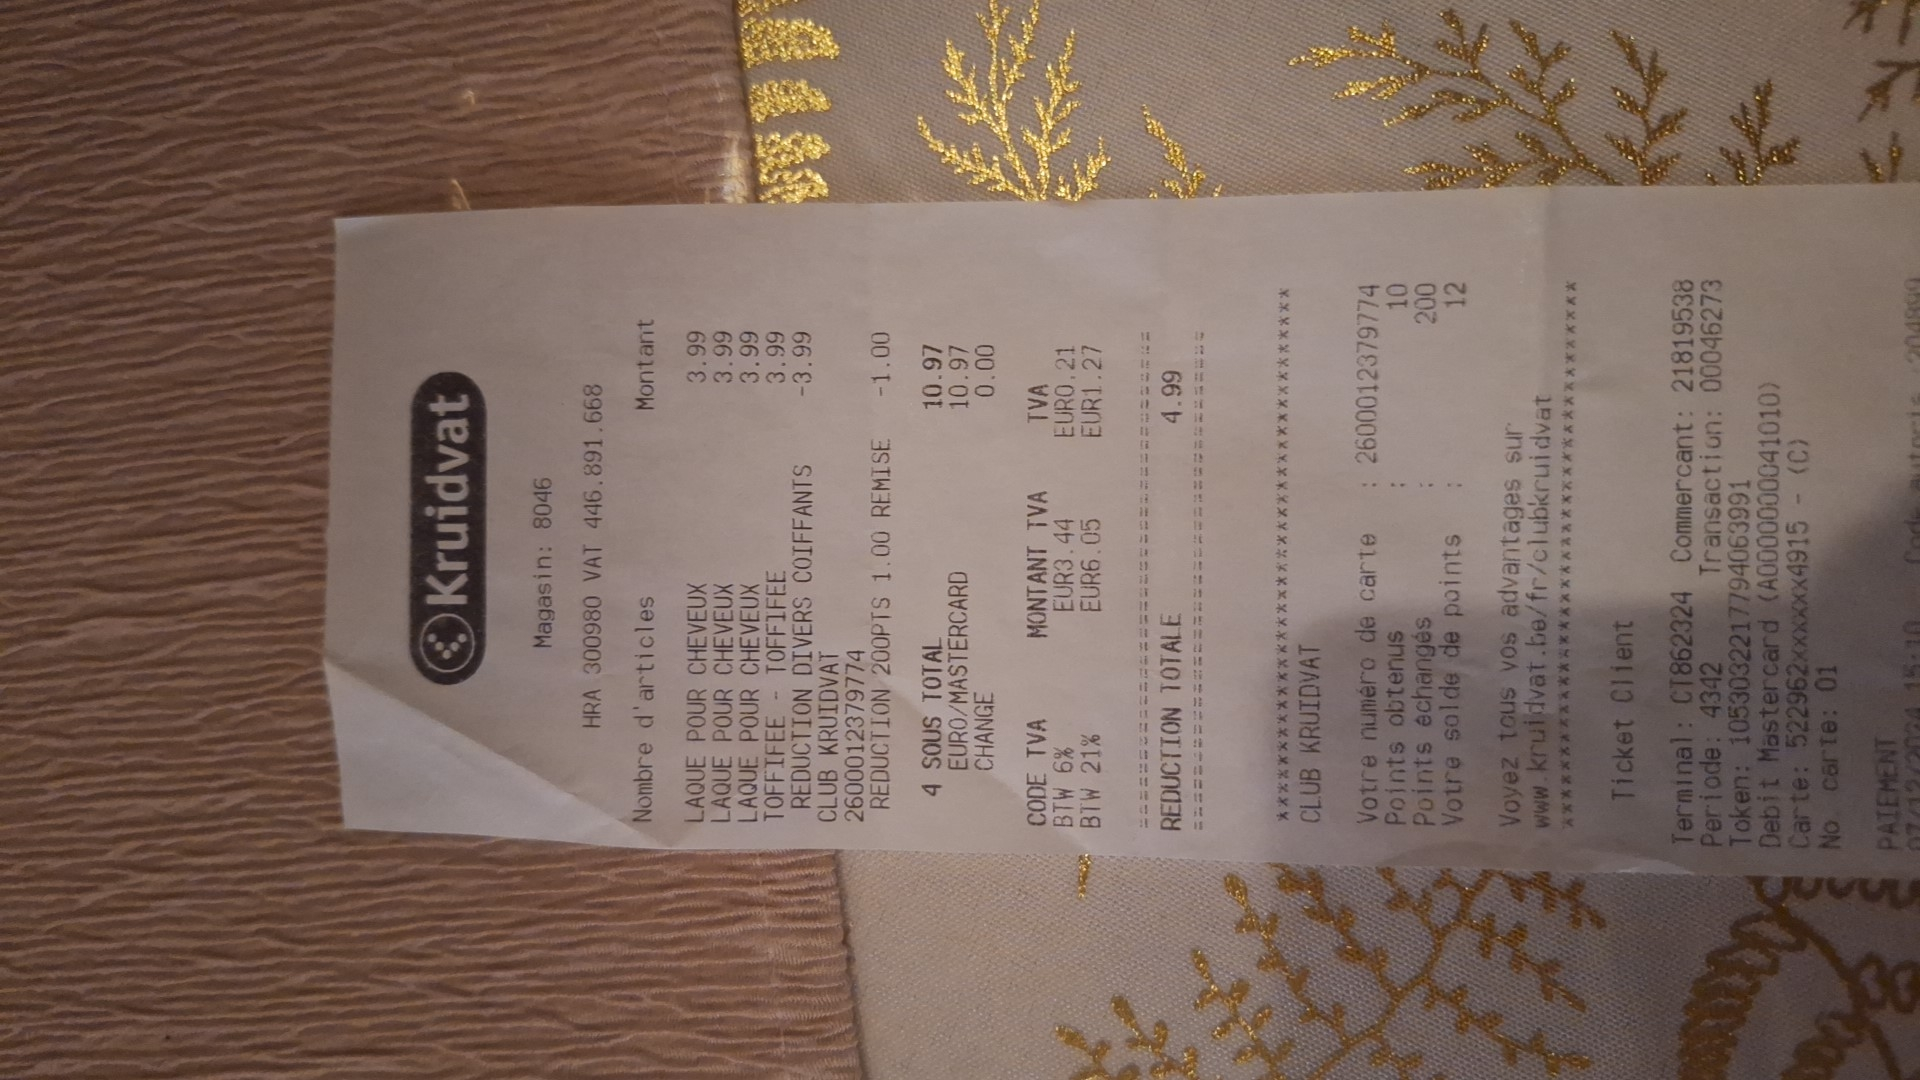 Kruidvat
Magasin: 8046
HRA 300980 VAT 446.891.668
Nombre d'articles Montant
LAQUE POUR CHEVEUX 3.99
LAQUE POUR CHEVEUX 3.99
LAQUE POUR CHEVEUX 3.99
TOFFIFEE - TOFFIFEE 3.99
REDUCTION DIVERS COIFFANTS -3.99
CLUB KRUIDVAT
2600012379774
REDUCTION 200PTS 1.00 REMISE -1.00
4 SOUS TOTAL 10.97
EURO/MASTERCARD 10.97
CHANGE 0.00
CODE TVA MONTANT TVA TVA
BTW 6% EUR3.44 EUR0.21
BTW 21% EUR6.05 EUR1.27
REDUCTION TOTALE 4.99
CLUB KRUIDVAT
Votre numéro de carte : 2600012379774
Points obtenus : 10
Points échangés : 200
Votre solde de points : 12
Voyez tous vos advantages sur
www.kruidvat.be/fr/clubkruidvat
Ticket Client
Terminal: CT862324 Commercant: 21819538
Periode: 4342 Transaction: 00046273
Token: 1053030322177940 63991
Debit Mastercard (A0000000041010)
Carte: 522962xxxxxx4915 - (C)
No. carte: 01
PAIEMENT